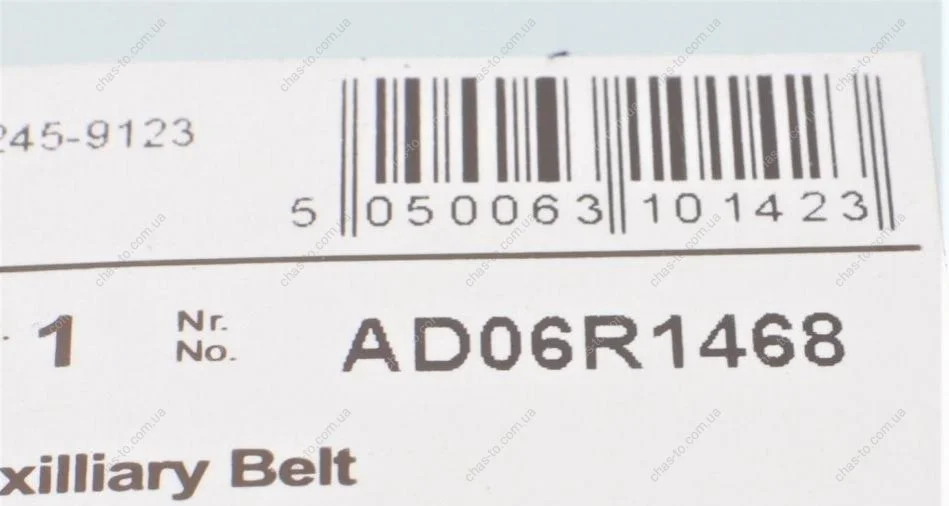 245-9123
5 050063 101423
1 Nr. No. AD06R1468
xilliary Belt
chas-to.com.ua